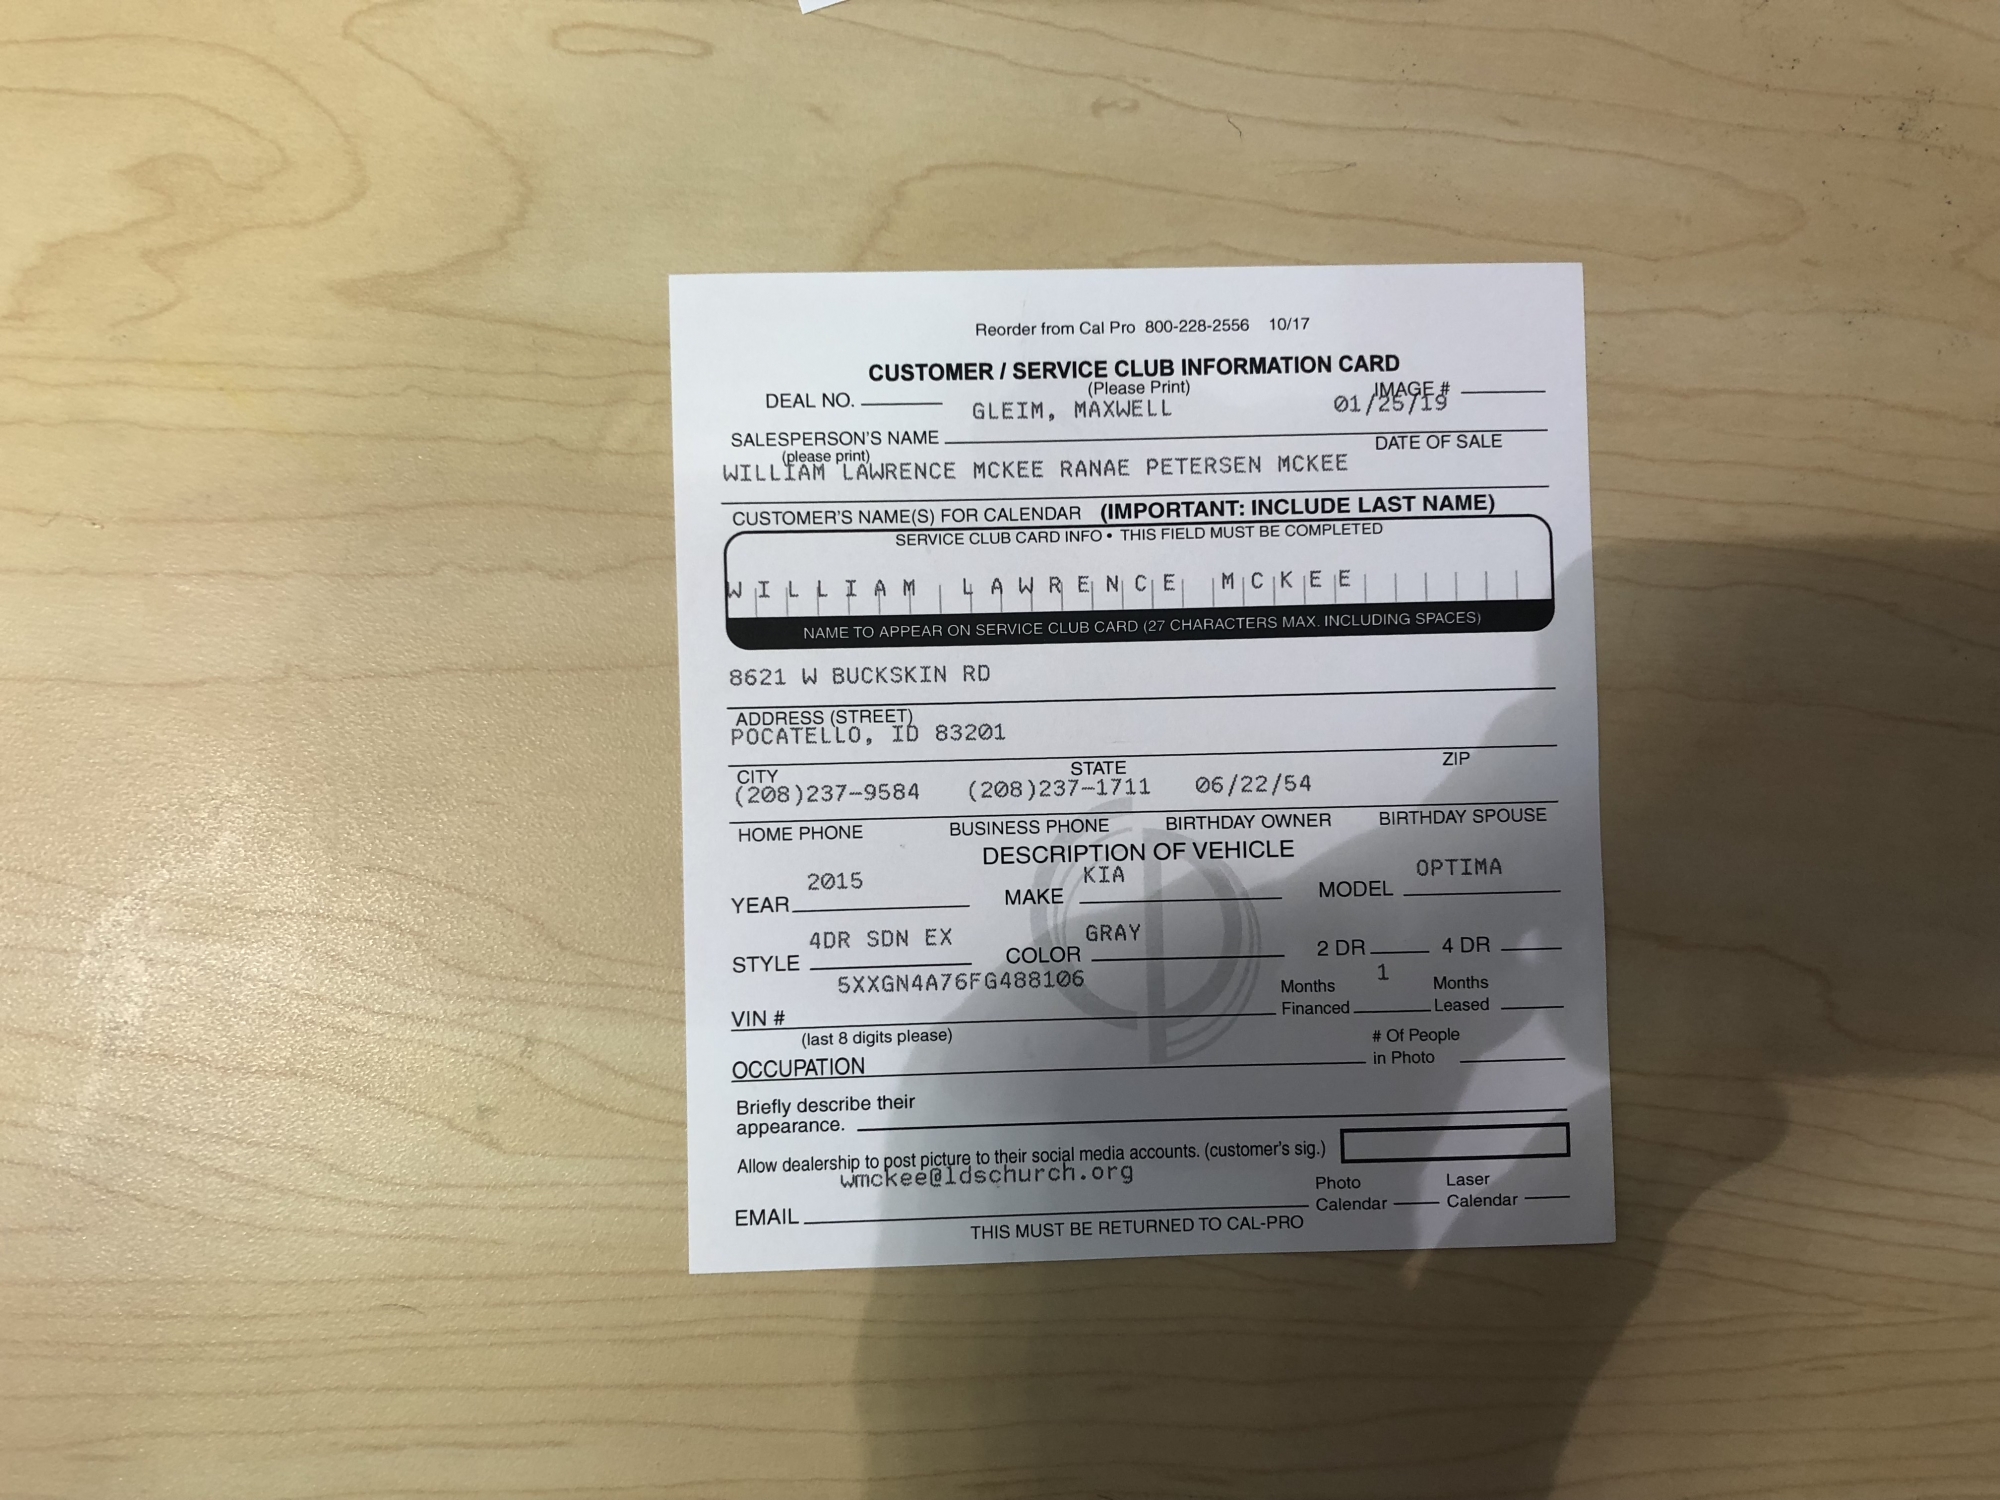 Reorder from Cal Pro 800-228-2556 10/17
CUSTOMER / SERVICE CLUB INFORMATION CARD
(Please Print)
DEAL NO. IMAGE #
GLEIM, MAXWELL 01/25/19
SALESPERSON'S NAME DATE OF SALE
(please print)
WILLIAM LAWRENCE MCKEE RANAE PETERSEN MCKEE
CUSTOMER'S NAME(S) FOR CALENDAR (IMPORTANT: INCLUDE LAST NAME)
SERVICE CLUB CARD INFO • THIS FIELD MUST BE COMPLETED
WILLIAM LAWRENCE MCKEE
NAME TO APPEAR ON SERVICE CLUB CARD (27 CHARACTERS MAX. INCLUDING SPACES)
8621 W BUCKSKIN RD
ADDRESS (STREET)
POCATELLO, ID 83201
CITY STATE ZIP
(208)237-9584 (208)237-1711 06/22/54
HOME PHONE BUSINESS PHONE BIRTHDAY OWNER BIRTHDAY SPOUSE
DESCRIPTION OF VEHICLE
YEAR 2015 MAKE KIA MODEL OPTIMA
STYLE 4DR SDN EX COLOR GRAY 2 DR 4 DR
VIN # 5XXGN4A76FG488106 Months Financed 1 Months Leased
(last 8 digits please)
OCCUPATION # Of People in Photo
Briefly describe their
appearance.
Allow dealership to post picture to their social media accounts. (customer's sig.)
EMAIL wmckee@ldschurch.org Photo Calendar Laser Calendar
THIS MUST BE RETURNED TO CAL-PRO